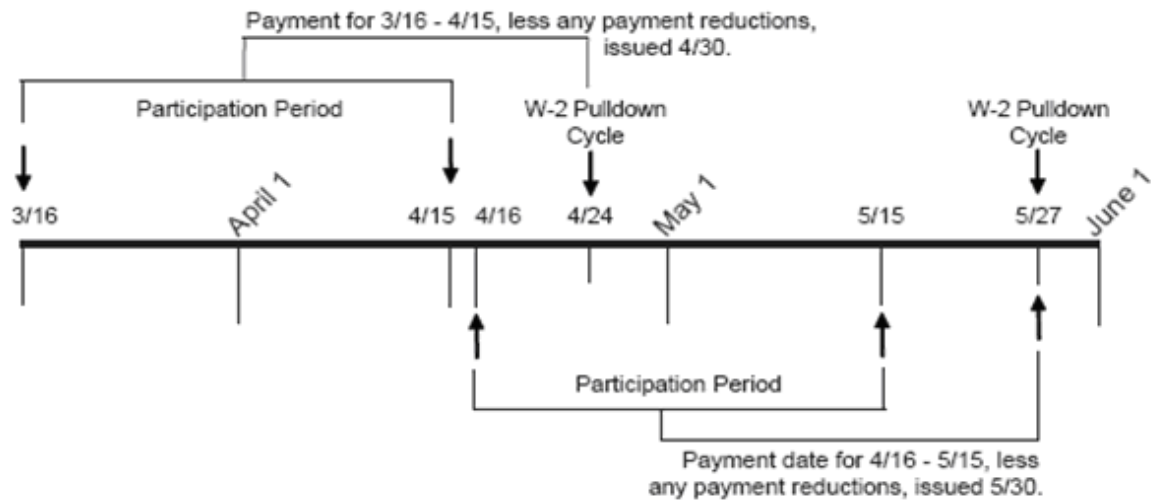 Payment for 3/16 - 4/15, less any payment reductions,
issued 4/30.
Participation Period
W-2 Pulldown
Cycle
W-2 Pulldown
Cycle
3/16
April 1
4/15
4/16
4/24
May 1
5/15
5/27
June 1
Participation Period
Payment date for 4/16 - 5/15, less
any payment reductions, issued 5/30.